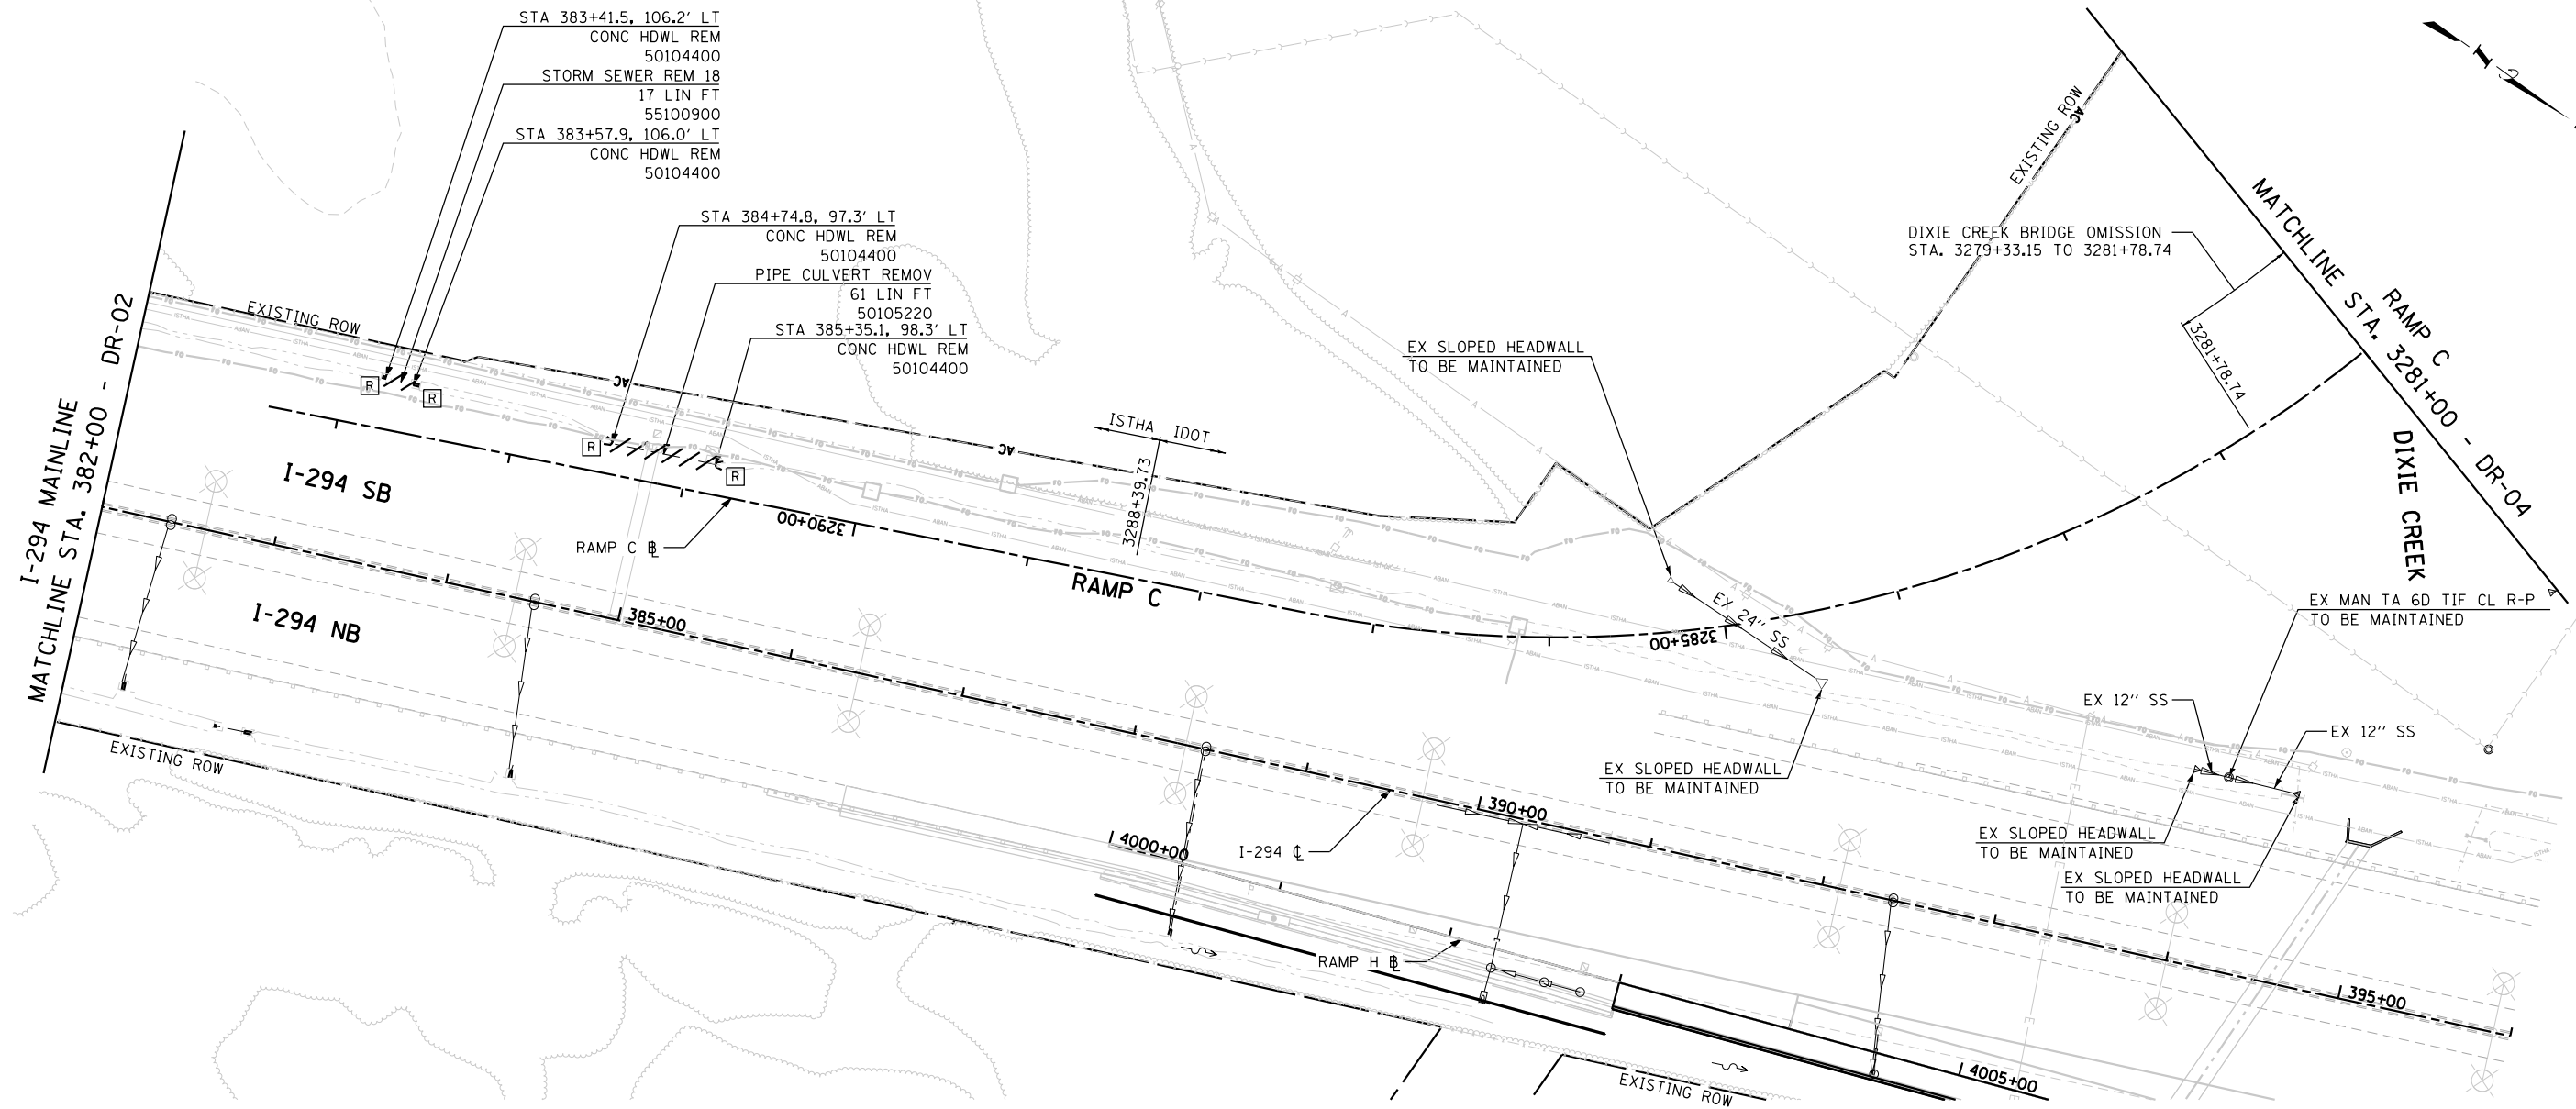 STA 383+41.5, 106.2' LT
CONC HDWL REM
50104400
STORM SEWER REM 18
17 LIN FT
55100900
STA 383+57.9, 106.0' LT
CONC HDWL REM
50104400
STA 384+74.8, 97.3' LT
CONC HDWL REM
50104400
PIPE CULVERT REMOV
61 LIN FT
50105220
STA 385+35.1, 98.3' LT
CONC HDWL REM
50104400
EXISTING ROW
I-294 MAINLINE
MATCHLINE STA. 382+00 - DR-02
R
R
R
R
AC
AC
AC
ISTHA
IDOT
3288+39.73
EX SLOPED HEADWALL
TO BE MAINTAINED
EXISTING ROW
DIXIE CREEK BRIDGE OMISSION
STA. 3279+33.15 TO 3281+78.74
3281+78.74
RAMP C
MATCHLINE STA. 3281+00 - DR-04
DIXIE CREEK
I-294 SB
I-294 NB
RAMP C BL
3290+00
RAMP C
385+00
3285+00
EX 24'' SS
EX MAN TA 6D TIF CL R-P
TO BE MAINTAINED
EX 12'' SS
EX 12'' SS
EX SLOPED HEADWALL
TO BE MAINTAINED
EX SLOPED HEADWALL
TO BE MAINTAINED
EX SLOPED HEADWALL
TO BE MAINTAINED
EXISTING ROW
390+00
4000+00
I-294 CL
RAMP H BL
395+00
4005+00
EXISTING ROW